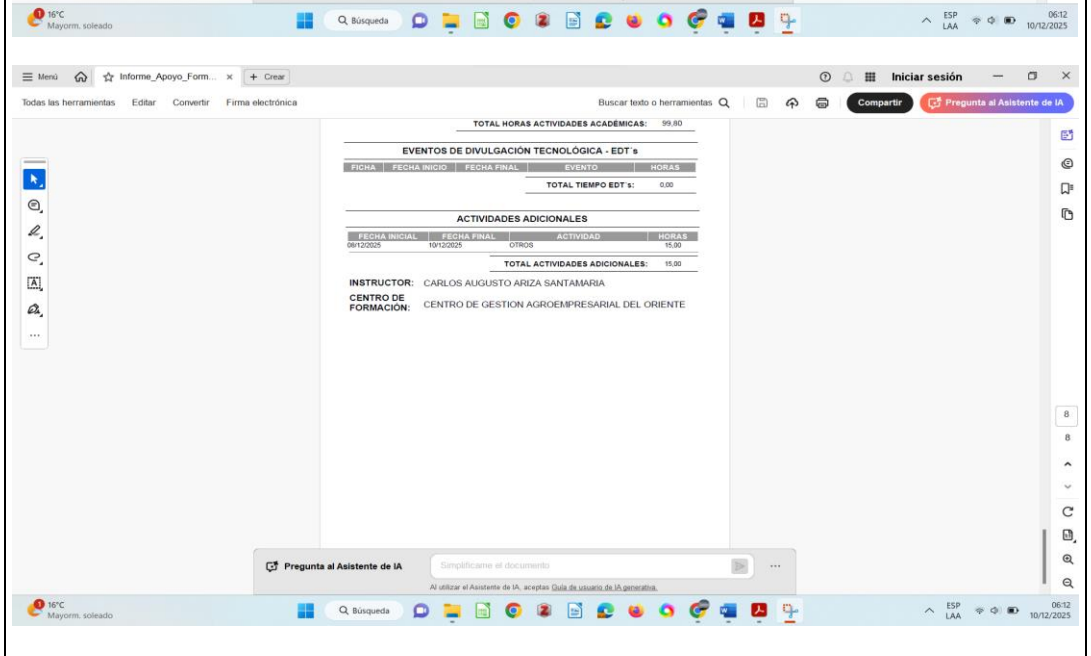 16°C
Mayorm. soleado
Búsqueda
ESP
LAA
06:12
10/12/2025
Menú
Informe_Apoyo_Form...
Crear
Iniciar sesión
Todas las herramientas
Editar
Convertir
Firma electrónica
Buscar texto o herramientas
Compartir
Pregunta al Asistente de IA
TOTAL HORAS ACTIVIDADES ACADÉMICAS: 99,80
EVENTOS DE DIVULGACIÓN TECNOLÓGICA - EDT´s
FICHA FECHA INICIO FECHA FINAL EVENTO HORAS
TOTAL TIEMPO EDT´s: 0,00
ACTIVIDADES ADICIONALES
FECHA INICIAL FECHA FINAL ACTIVIDAD HORAS
08/12/2025 10/12/2025 OTROS 15,00
TOTAL ACTIVIDADES ADICIONALES: 15,00
INSTRUCTOR: CARLOS AUGUSTO ARIZA SANTAMARIA
CENTRO DE
FORMACIÓN: CENTRO DE GESTION AGROEMPRESARIAL DEL ORIENTE
8
8
Pregunta al Asistente de IA
Simplificarme el documento
Al utilizar el Asistente de IA, aceptas Guía de usuario de IA generativa.
16°C
Mayorm. soleado
Búsqueda
ESP
LAA
06:12
10/12/2025